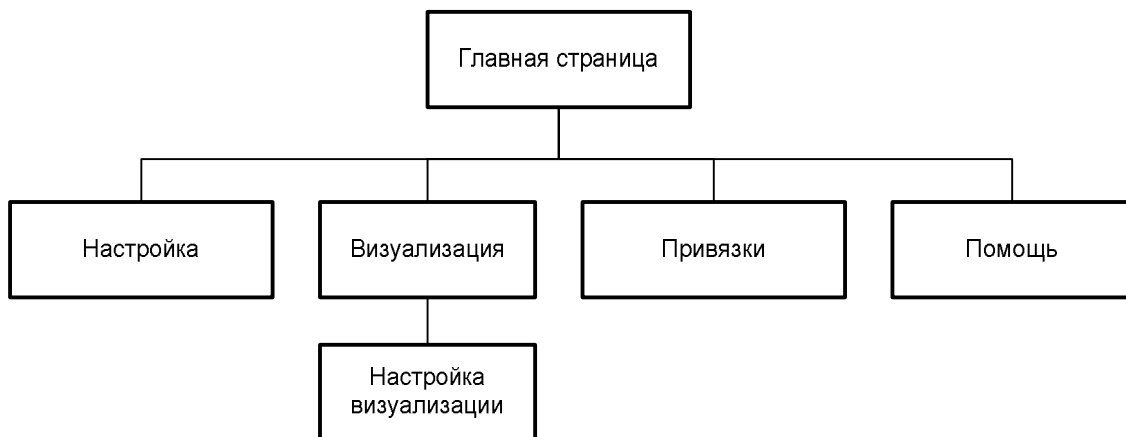 Главная страница
Настройка
Визуализация
Привязки
Помощь
Настройка
визуализации